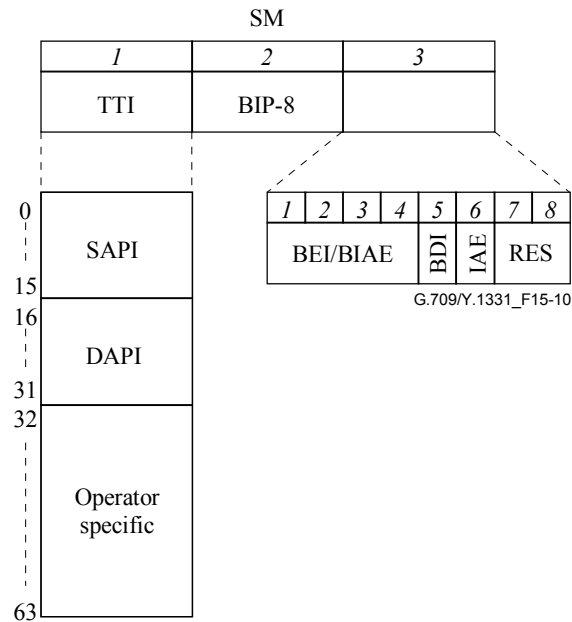 SM
1 2 3
TTI BIP-8
0 1 2 3 4 5 6 7 8
SAPI BEI/BIAE BDI IAE RES
15 G.709/Y.1331_F15-10
16
DAPI
31
32
Operator
specific
63